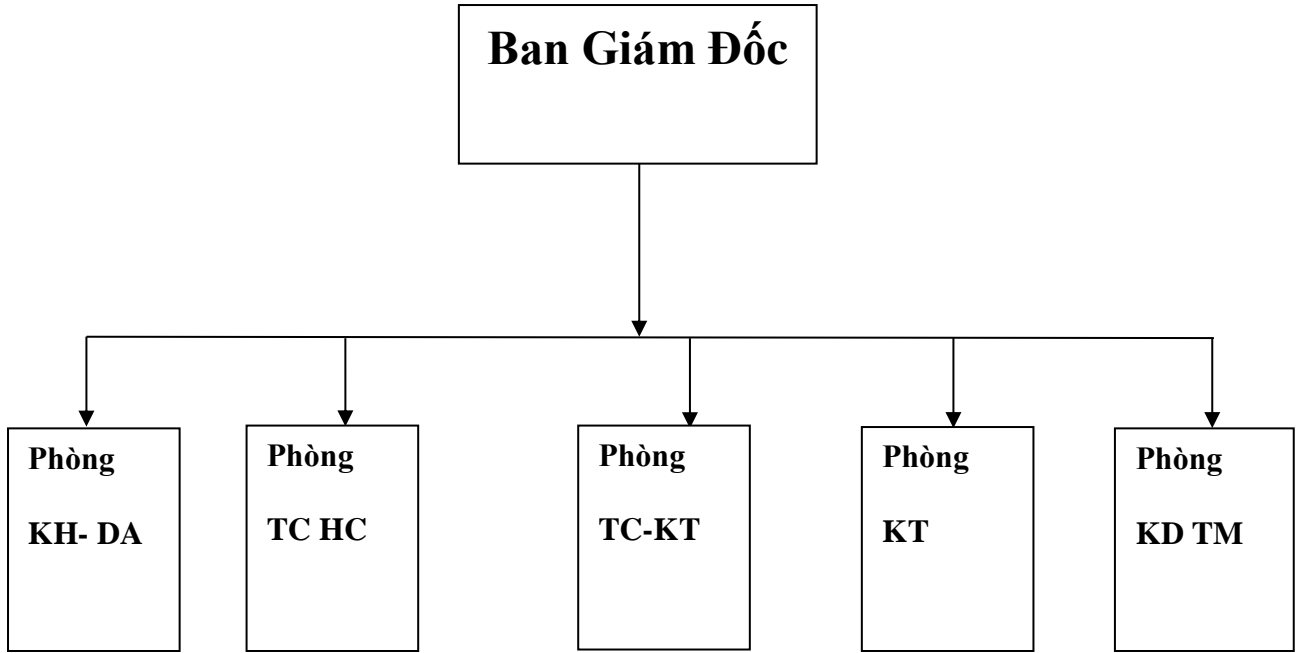 Ban Giám Đốc
Phòng
KH- DA
Phòng
TC HC
Phòng
TC-KT
Phòng
KT
Phòng
KD TM